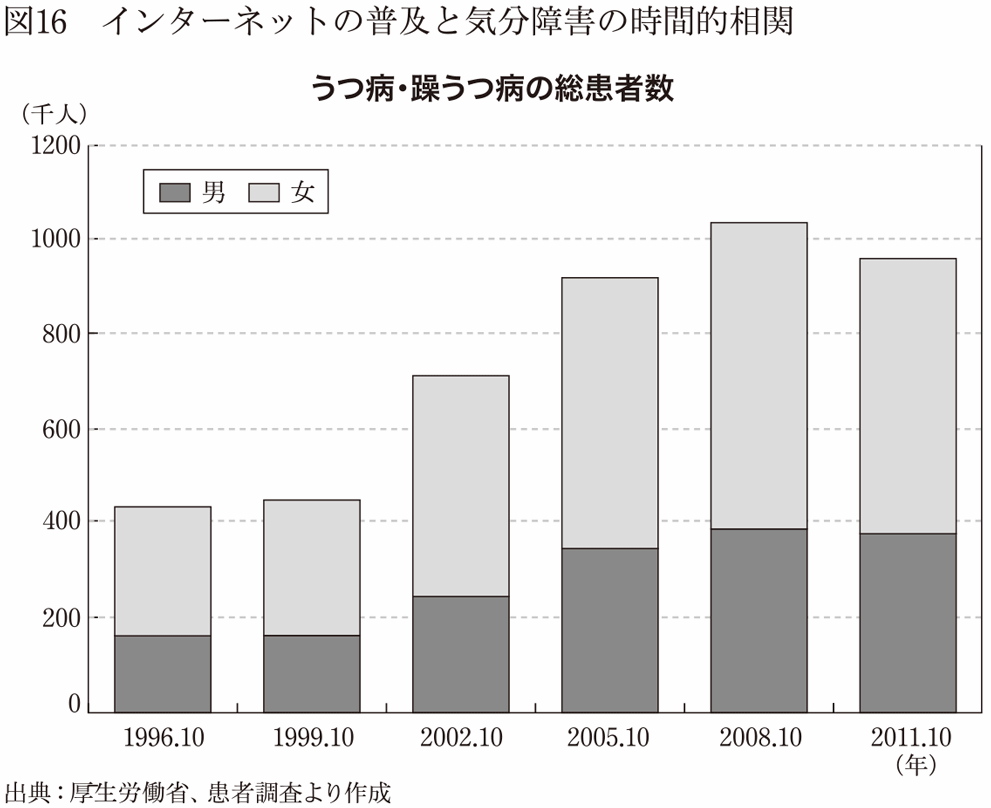 図16　インターネットの普及と気分障害の時間的相関
うつ病・躁うつ病の総患者数
（千人）
1200
男 女
1000
800
600
400
200
0
1996.10 1999.10 2002.10 2005.10 2008.10 2011.10
（年）
出典：厚生労働省、患者調査より作成